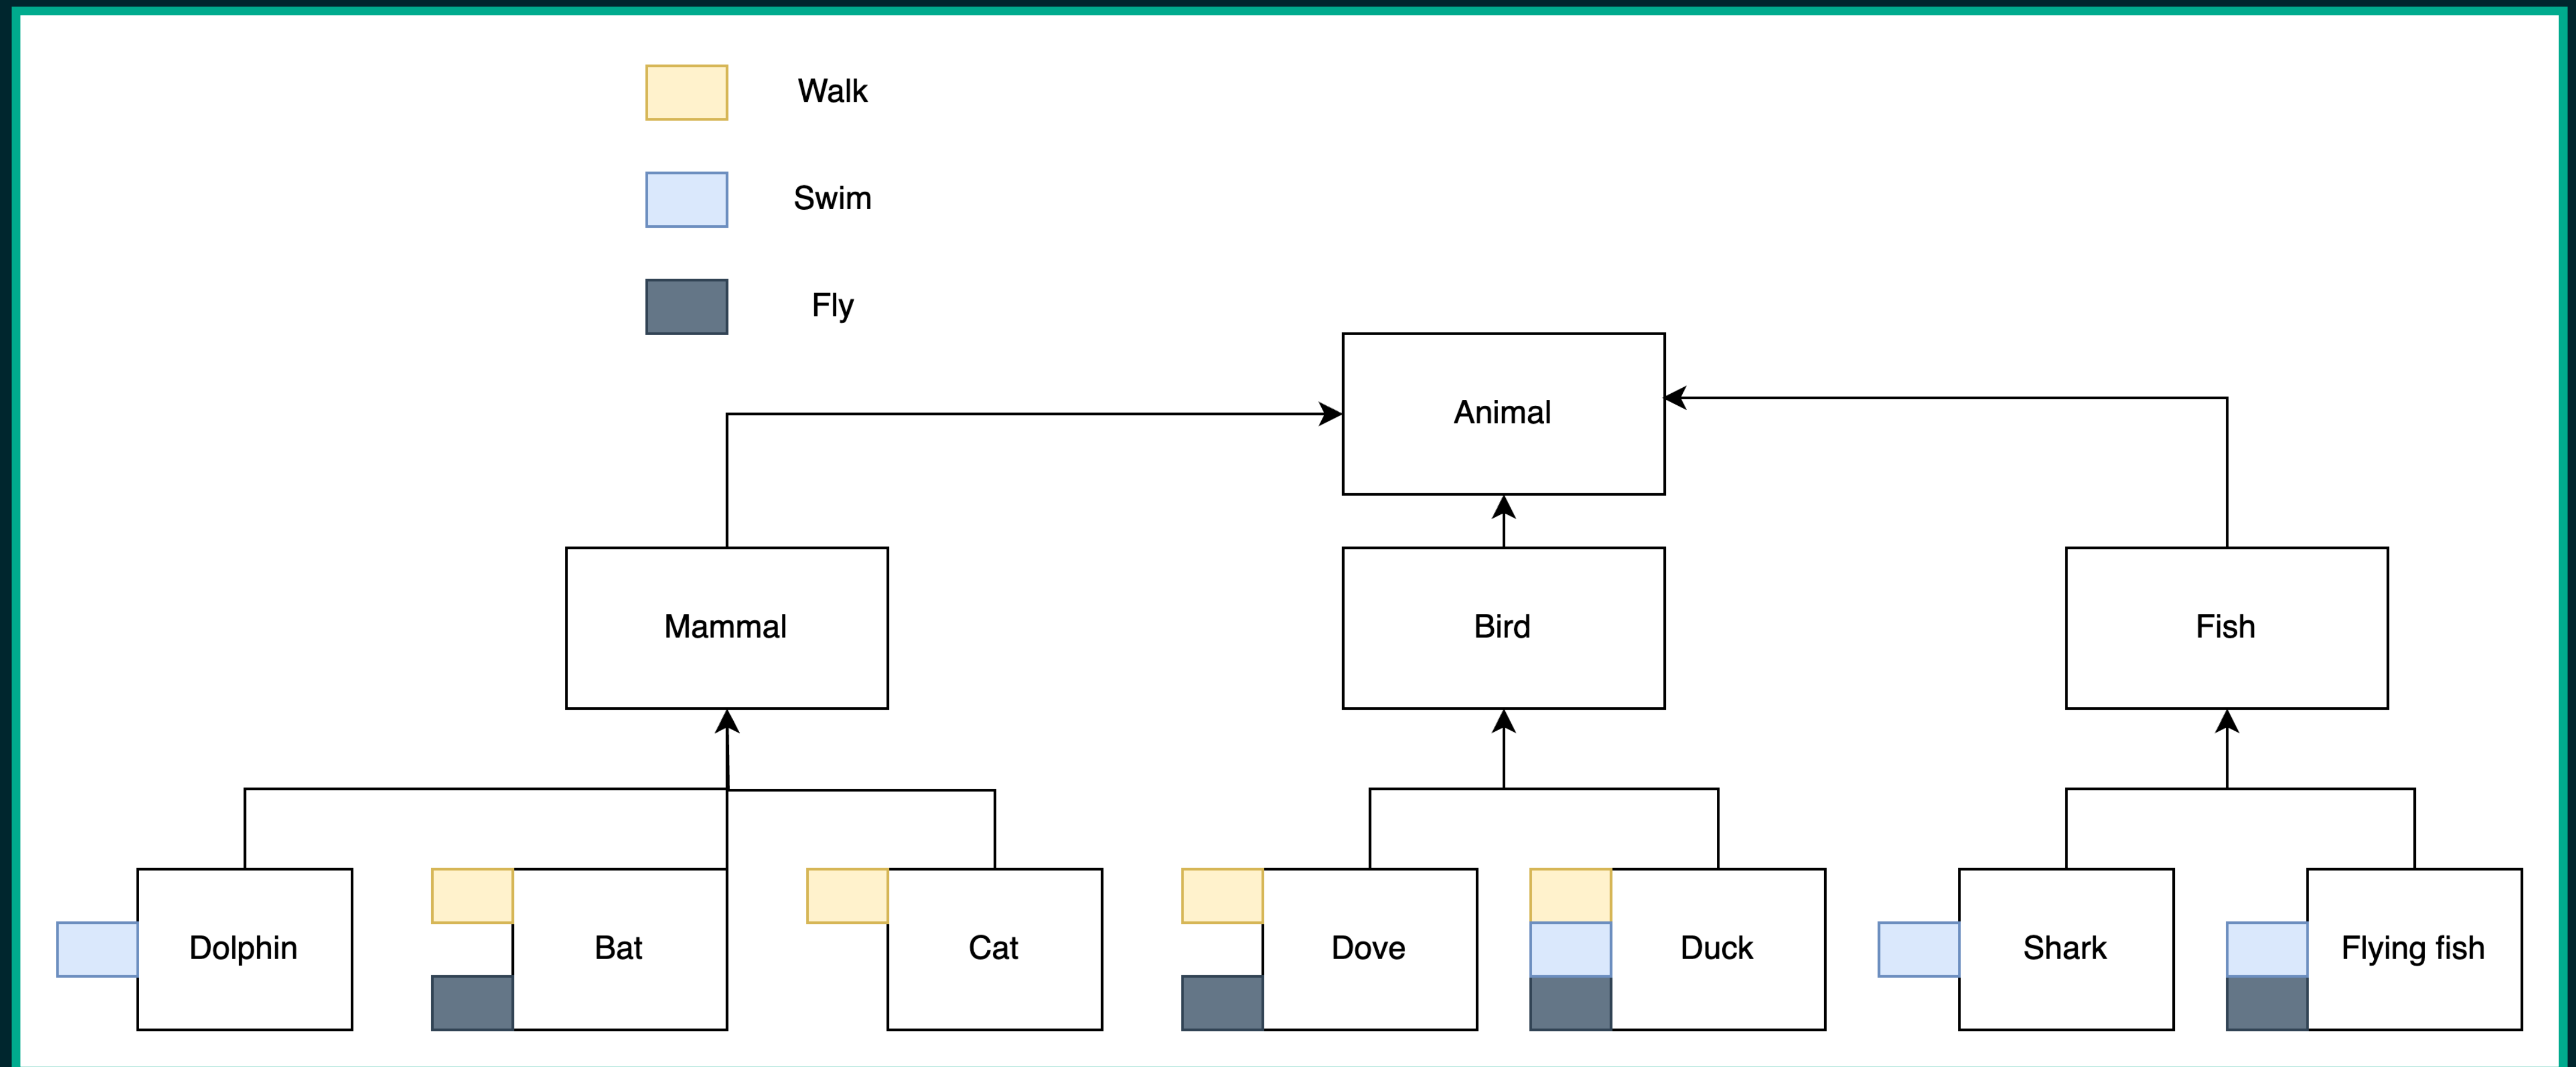 Walk
Swim
Fly
Animal
Mammal
Bird
Fish
Dolphin
Bat
Cat
Dove
Duck
Shark
Flying fish